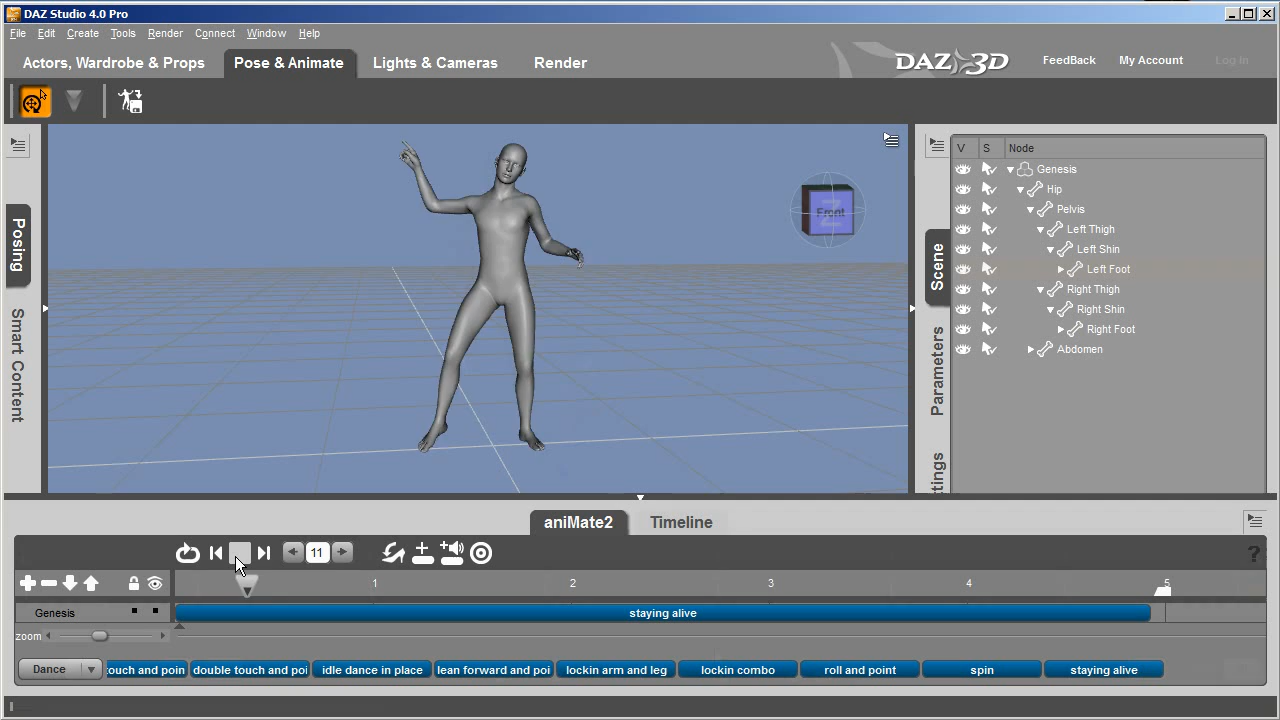 DAZ Studio 4.0 Pro
File Edit Create Tools Render Connect Window Help
Actors, Wardrobe & Props Pose & Animate Lights & Cameras Render
DAZ 3D
FeedBack My Account Log In
Posing
Smart Content
Front
Scene
Parameters
ttings
V S Node
Genesis
Hip
Pelvis
Left Thigh
Left Shin
Left Foot
Right Thigh
Right Shin
Right Foot
Abdomen
aniMate2 Timeline
11
?
1 2 3 4 5
Genesis staying alive
zoom
Dance ouch and poin double touch and poi idle dance in place lean forward and poi lockin arm and leg lockin combo roll and point spin staying alive